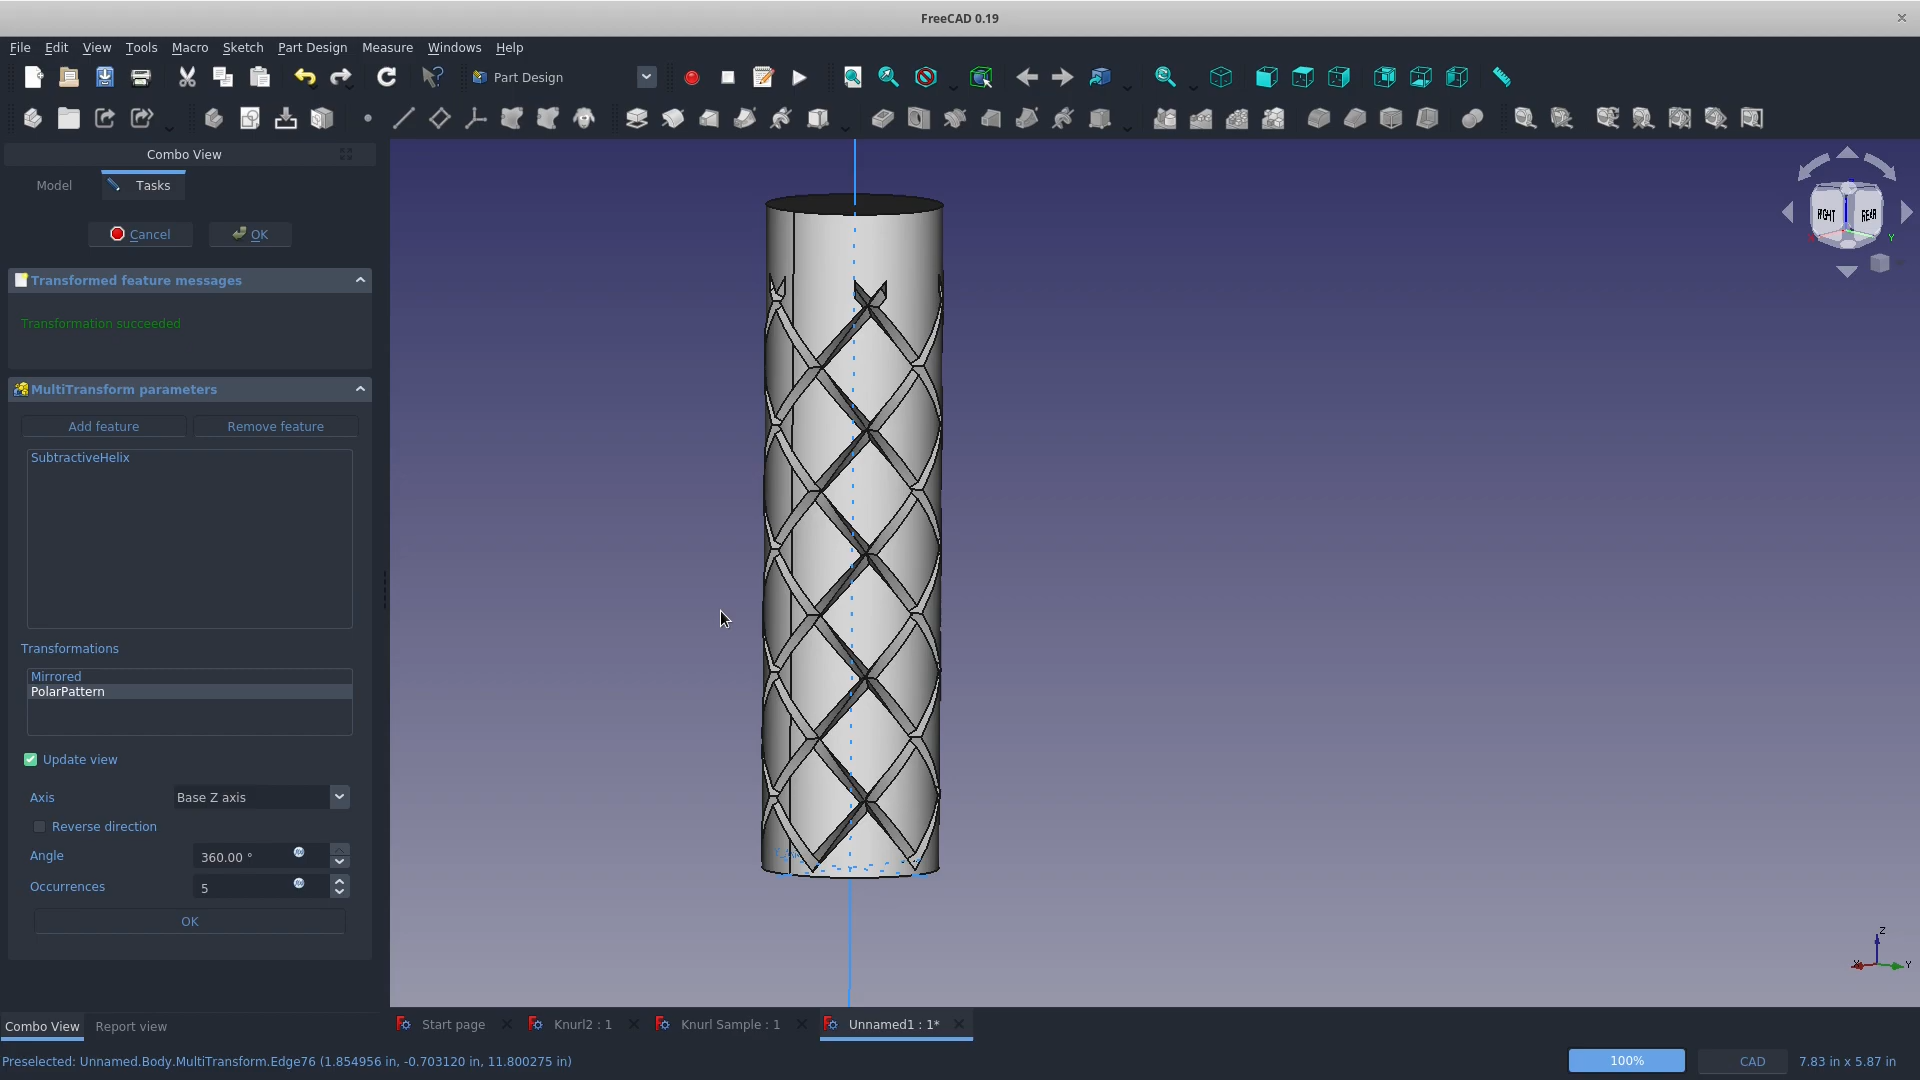 FreeCAD 0.19
File Edit View Tools Macro Sketch Part Design Measure Windows Help
Part Design
Combo View
Model Tasks
Cancel OK
Transformed feature messages
Transformation succeeded
MultiTransform parameters
Add feature Remove feature
SubtractiveHelix
Transformations
Mirrored
PolarPattern
Update view
Axis Base Z axis
Reverse direction
Angle 360.00 °
Occurrences 5
OK
RIGHT REAR
Y
Z
X Y
Combo View Report view
Start page Knurl2 : 1 Knurl Sample : 1 Unnamed1 : 1*
Preselected: Unnamed.Body.MultiTransform.Edge76 (1.854956 in, -0.703120 in, 11.800275 in)
100% CAD 7.83 in x 5.87 in